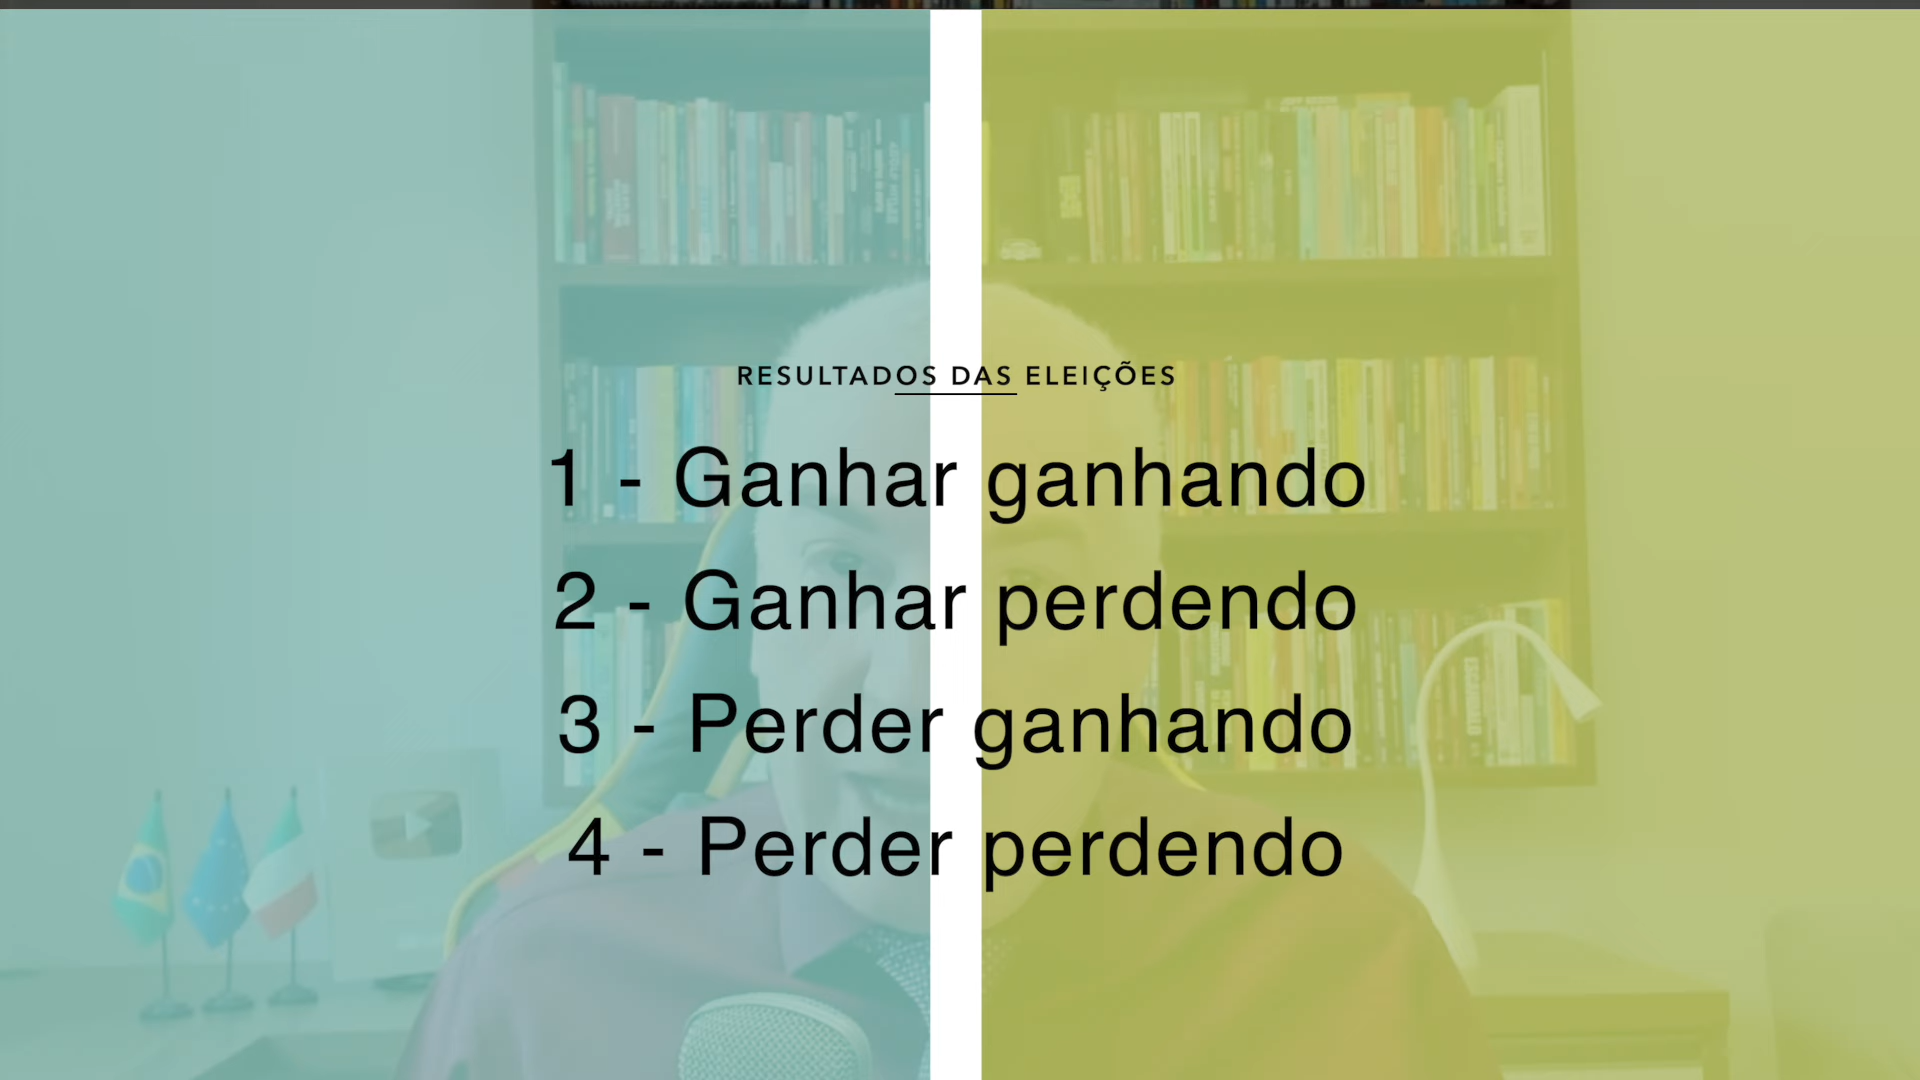 RESULTADOS DAS ELEIÇÕES
1 - Ganhar ganhando
2 - Ganhar perdendo
3 - Perder ganhando
4 - Perder perdendo